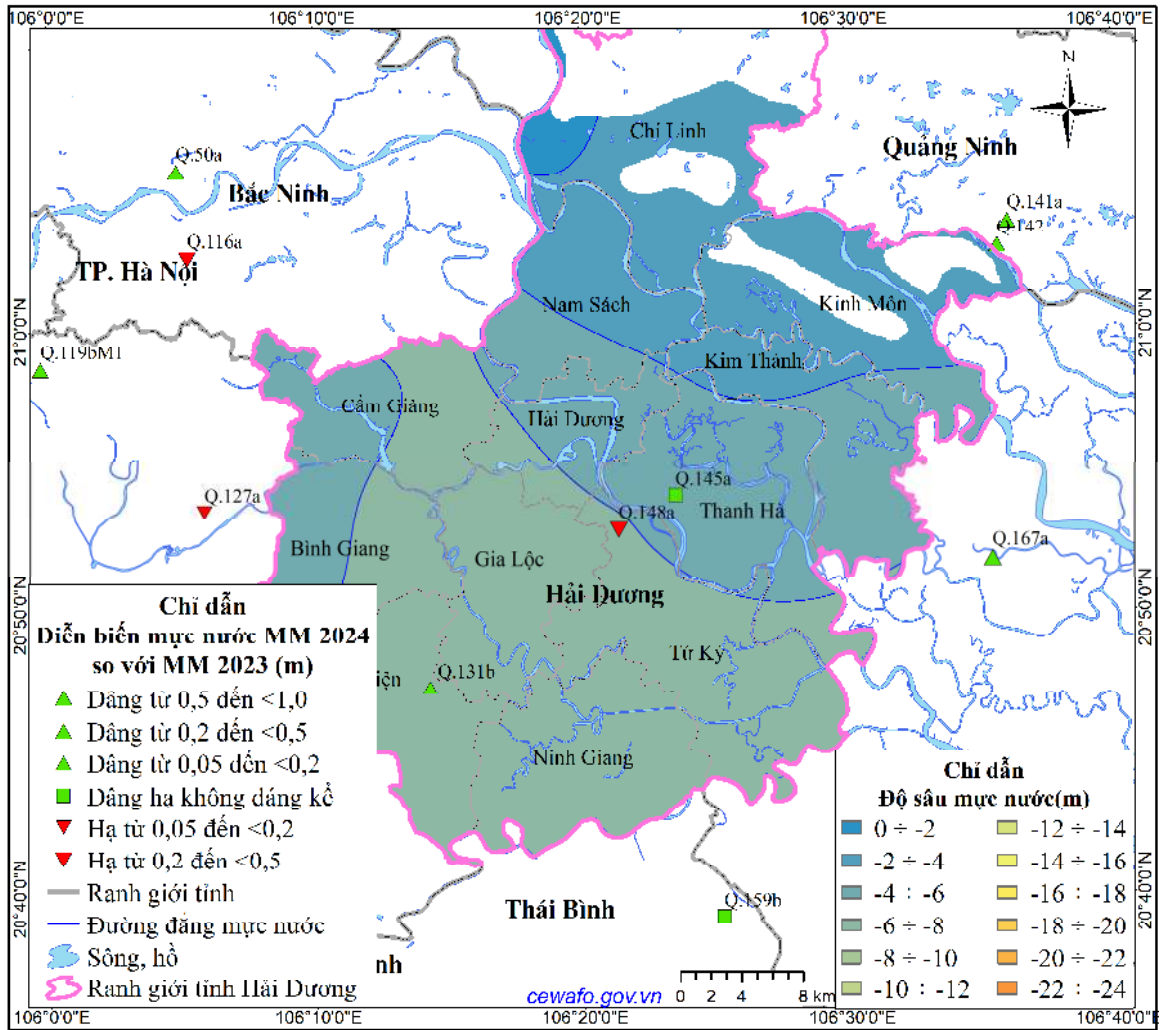 106°0'0"E 106°10'0"E 106°20'0"E 106°30'0"E 106°40'0"E
N
Chí Linh
Quảng Ninh
Q.50a
Bắc Ninh
Q.141a
Q.142
Q.116a
TP. Hà Nội
Nam Sách
Kinh Môn
21°0'0"N
21°0'0"N
Q.119bM1
Kim Thành
Cẩm Giàng
Hải Dương
Q.145a
Q.127a
Q.148a
Thanh Hà
Bình Giang
Gia Lộc
Q.167a
Hải Dương
20°50'0"N
20°50'0"N
Tứ Kỳ
iện
Q.131b
Ninh Giang
Chỉ dẫn
Diễn biến mực nước MM 2024
so với MM 2023 (m)
Dâng từ 0,5 đến <1,0
Dâng từ 0,2 đến <0,5
Dâng từ 0,05 đến <0,2
Dâng hạ không đáng kể
Hạ từ 0,05 đến <0,2
Hạ từ 0,2 đến <0,5
Ranh giới tỉnh
Đường đẳng mực nước
Sông, hồ
Ranh giới tỉnh Hải Dương
20°40'0"N
20°40'0"N
Thái Bình
Q.159b
nh
cewafo.gov.vn
0 2 4 8 km
Chỉ dẫn
Độ sâu mực nước(m)
0 ÷ -2
-2 ÷ -4
-4 ÷ -6
-6 ÷ -8
-8 ÷ -10
-10 ÷ -12
-12 ÷ -14
-14 ÷ -16
-16 ÷ -18
-18 ÷ -20
-20 ÷ -22
-22 ÷ -24
106°0'0"E 106°10'0"E 106°20'0"E 106°30'0"E 106°40'0"E